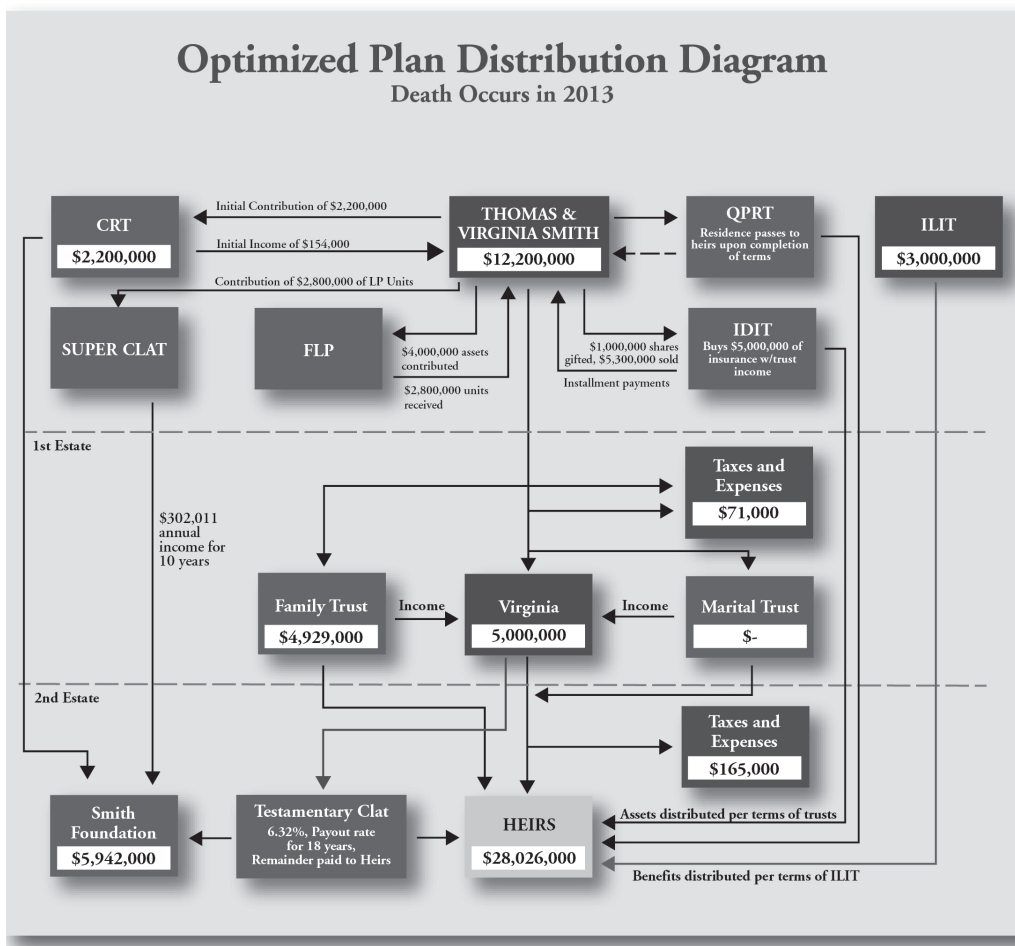 Optimized Plan Distribution Diagram
Death Occurs in 2013
CRT
$2,200,000
Initial Contribution of $2,200,000
Initial Income of $154,000
THOMAS &
VIRGINIA SMITH
$12,200,000
QPRT
Residence passes to
heirs upon completion
of terms
ILIT
$3,000,000
Contribution of $2,800,000 of LP Units
SUPER CLAT
FLP
$4,000,000 assets
contributed
$2,800,000 units
received
$1,000,000 shares
gifted, $5,300,000 sold
Installment payments
IDIT
Buys $5,000,000 of
insurance w/trust
income
1st Estate
Taxes and
Expenses
$71,000
$302,011
annual
income for
10 years
Family Trust
$4,929,000
Income
Virginia
5,000,000
Income
Marital Trust
$-
2nd Estate
Taxes and
Expenses
$165,000
Smith
Foundation
$5,942,000
Testamentary Clat
6.32%, Payout rate
for 18 years,
Remainder paid to Heirs
HEIRS
$28,026,000
Assets distributed per terms of trusts
Benefits distributed per terms of ILIT